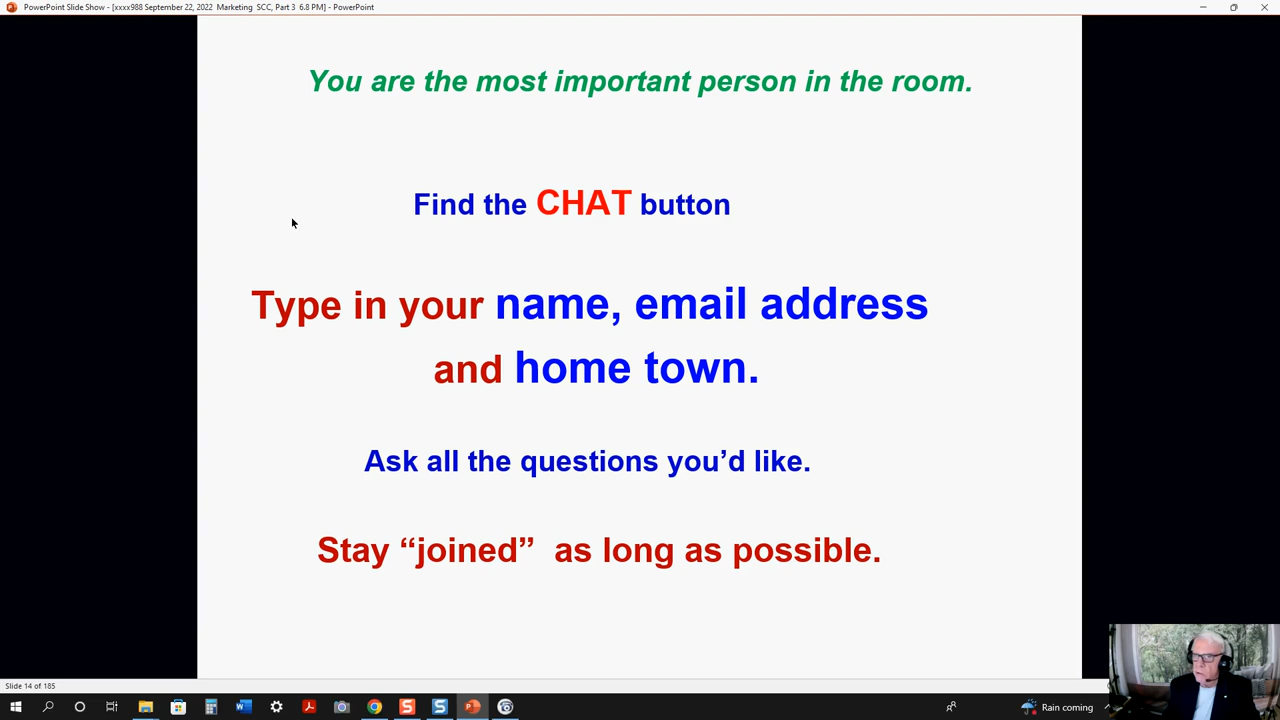 PowerPoint Slide Show - [xxxx988 September 22, 2022  Marketing  SCC, Part 3  6.8 PM] - PowerPoint
You are the most important person in the room.
Find the CHAT button
Type in your name, email address
and home town.
Ask all the questions you’d like.
Stay “joined”  as long as possible.
Slide 14 of 185
Rain coming